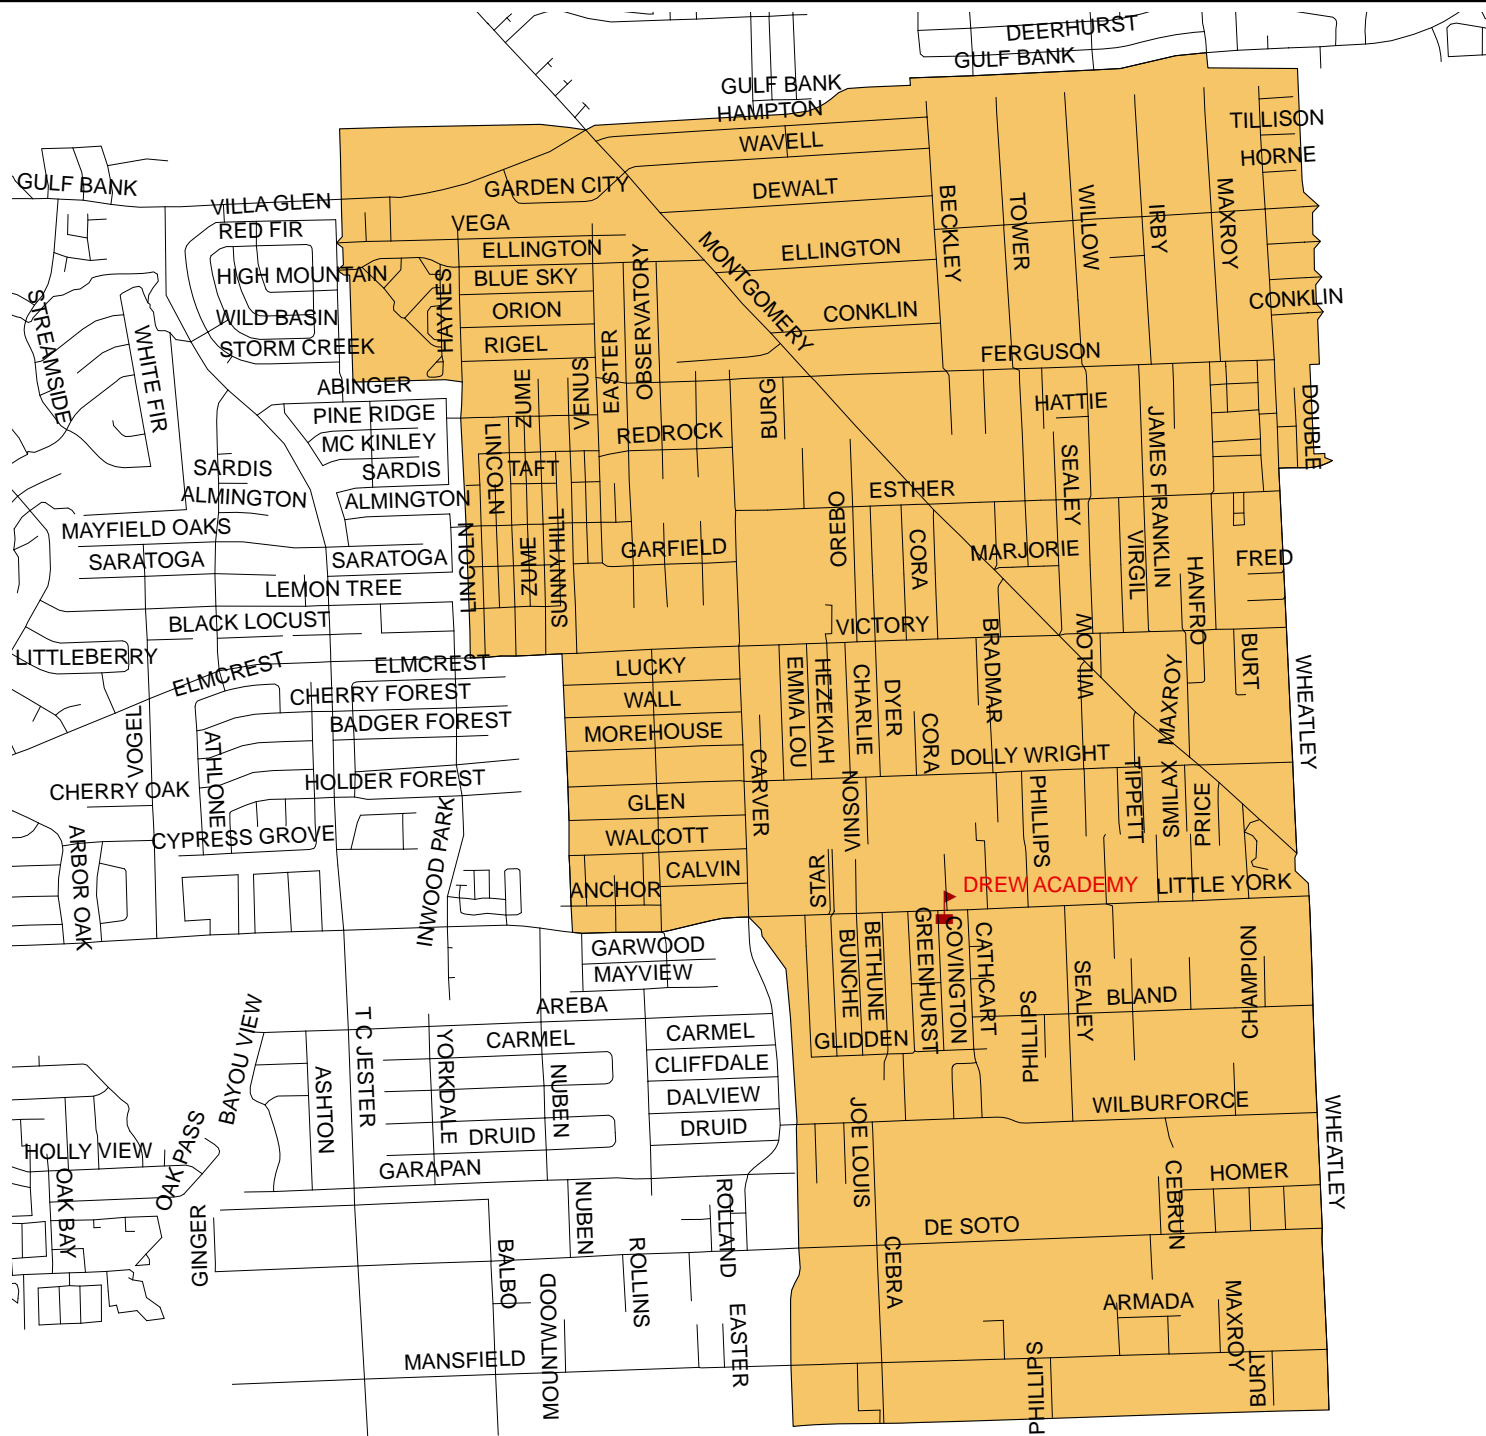 DEERHURST
GULF BANK
GULF BANK
HAMPTON
TILLISON
WAVELL
HORNE
GULF BANK
GARDEN CITY
DEWALT
VILLA GLEN
VEGA
RED FIR
BECKLEY
TOWER
WILLOW
IRBY
MAXROY
ELLINGTON
ELLINGTON
MONTGOMERY
HIGH MOUNTAIN
BLUE SKY
HAYNES
OBSERVATORY
CONKLIN
STREAMSIDE
ORION
CONKLIN
WILD BASIN
WHITE FIR
STORM CREEK
RIGEL
FERGUSON
EASTER
VENUS
ZUME
ABINGER
BURG
HATTIE
DOUBLE
PINE RIDGE
MC KINLEY
REDROCK
JAMES FRANKLIN
LINCOLN
SARDIS
SARDIS
TAFT
SEALEY
ALMINGTON
ALMINGTON
ESTHER
OREBO
MAYFIELD OAKS
SARATOGA
SARATOGA
LINCOLN
ZUME
SUNNYHILL
GARFIELD
CORA
MARJORIE
VIRGIL
FRED
LEMON TREE
HANFRO
BLACK LOCUST
VICTORY
BRADMAR
WILLOW
LITTLEBERRY
ELMCREST
ELMCREST
LUCKY
EMMA LOU
HEZEKIAH
CHARLIE
DYER
MAXROY
BURT
WHEATLEY
CHERRY FOREST
WALL
BADGER FOREST
MOREHOUSE
CORA
VOGEL
ATHLONE
DOLLY WRIGHT
CHERRY OAK
HOLDER FOREST
CARVER
VINSON
PHILLIPS
TIPPETT
SMILAX
PRICE
GLEN
CYPRESS GROVE
WALCOTT
ARBOR OAK
INWOOD PARK
CALVIN
STAR
ANCHOR
DREW ACADEMY
LITTLE YORK
GARWOOD
BUNCHE
BETHUNE
GREENHURST
COVINGTON
CATHCART
SEALEY
CHAMPION
MAYVIEW
BLAND
AREBA
BAYOU VIEW
T C JESTER
YORKDALE
CARMEL
CARMEL
GLIDDEN
PHILLIPS
CLIFFDALE
ASHTON
NUBEN
DALVIEW
WILBURFORCE
DRUID
DRUID
JOE LOUIS
WHEATLEY
HOLLY VIEW
OAK PASS
GARAPAN
HOMER
OAK BAY
NUBEN
ROLLAND
CEBRUN
GINGER
DE SOTO
BALBO
ROLLINS
CEBRA
MOUNTWOOD
EASTER
ARMADA
MAXROY
MANSFIELD
PHILLIPS
BURT